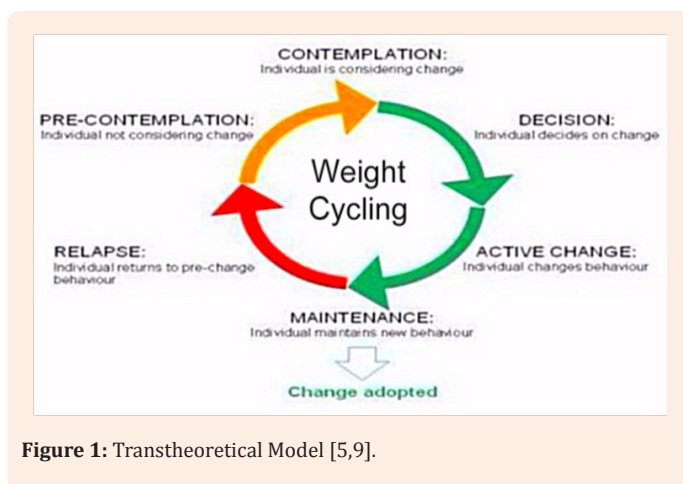 CONTEMPLATION:
Individual is considering change
PRE-CONTEMPLATION:
Individual not considering change
DECISION:
Individual decides on change
Weight
Cycling
RELAPSE:
Individual returns to pre-change
behaviour
ACTIVE CHANGE:
Individual changes behaviour
MAINTENANCE:
Individual maintains new behaviour
Change adopted
Figure 1: Transtheoretical Model [5,9].